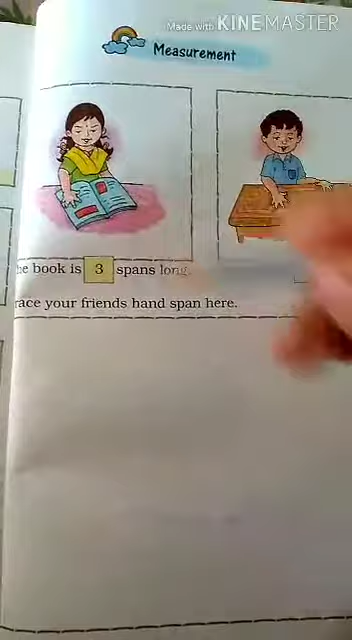 Made with KINEMASTER
Measurement
he book is 3 spans long.
race your friends hand span here.